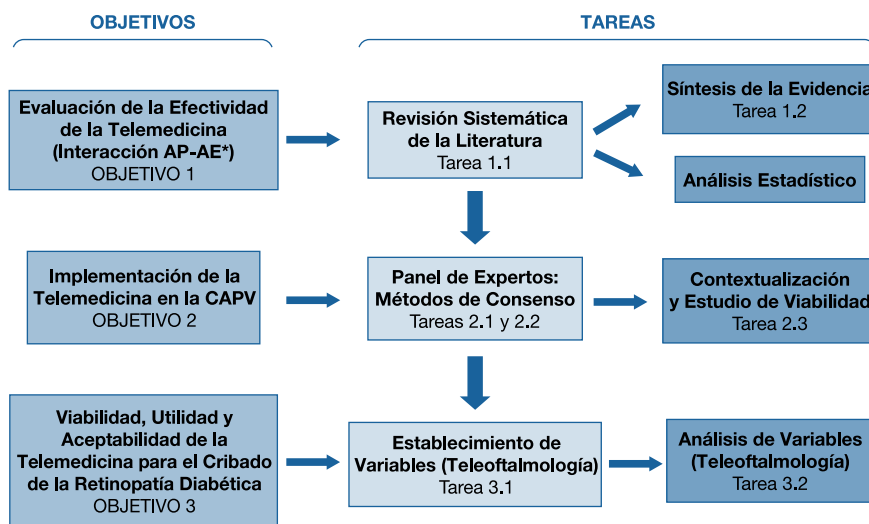 OBJETIVOS
TAREAS
Evaluación de la Efectividad
de la Telemedicina
(Interacción AP-AE*)
OBJETIVO 1
Revisión Sistemática
de la Literatura
Tarea 1.1
Síntesis de la Evidencia
Tarea 1.2
Análisis Estadístico
Implementación de la
Telemedicina en la CAPV
OBJETIVO 2
Panel de Expertos:
Métodos de Consenso
Tareas 2.1 y 2.2
Contextualización
y Estudio de Viabilidad
Tarea 2.3
Viabilidad, Utilidad y
Aceptabilidad de la
Telemedicina para el Cribado
de la Retinopatía Diabética
OBJETIVO 3
Establecimiento de
Variables (Teleoftalmología)
Tarea 3.1
Análisis de Variables
(Teleoftalmología)
Tarea 3.2